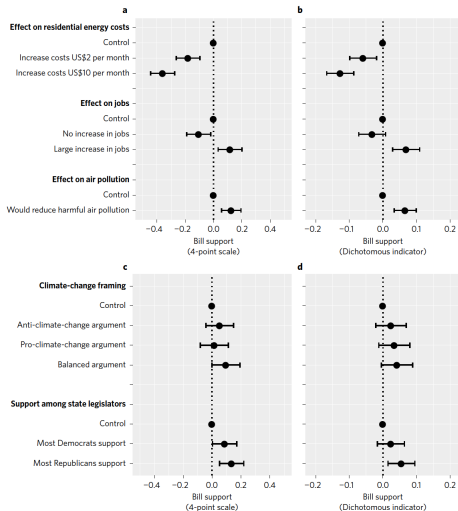 a
b
Effect on residential energy costs
Control
Increase costs US$2 per month
Increase costs US$10 per month
Effect on jobs
Control
No increase in jobs
Large increase in jobs
Effect on air pollution
Control
Would reduce harmful air pollution
−0.4 −0.2 0.0 0.2 0.4
−0.2 −0.1 0.0 0.1 0.2
Bill support
(4-point scale)
Bill support
(Dichotomous indicator)
c
d
Climate-change framing
Control
Anti-climate-change argument
Pro-climate-change argument
Balanced argument
Support among state legislators
Control
Most Democrats support
Most Republicans support
−0.4 −0.2 0.0 0.2 0.4
−0.2 −0.1 0.0 0.1 0.2
Bill support
(4-point scale)
Bill support
(Dichotomous indicator)